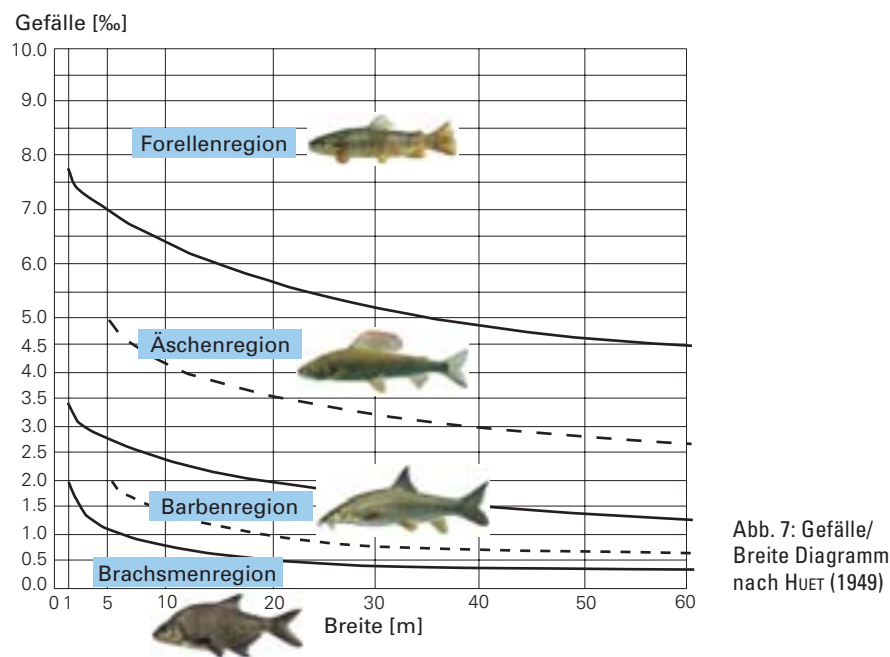 Gefälle [‰]
10.0
9.0
Forellenregion
8.0
7.0
6.0
5.0
4.5
Äschenregion
4.0
3.5
3.0
2.5
2.0
1.5
Barbenregion
1.0
0.5
Brachsmenregion
0.0
0 1 5 10 20 30 40 50 60
Breite [m]
Abb. 7: Gefälle/
Breite Diagramm
nach HUET (1949)